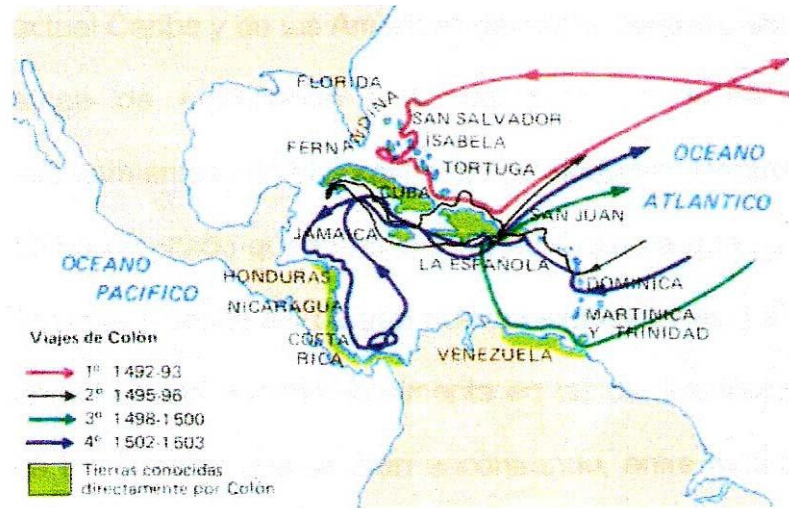 FLORIDA
FERNANDINA
SAN SALVADOR
ISABELA
TORTUGA
OCEANO
ATLANTICO
CUBA
SAN JUAN
JAMAICA
LA ESPAÑOLA
DOMINICA
MARTINICA
Y TRINIDAD
OCEANO
PACIFICO
HONDURAS
NICARAGUA
COSTA
RICA
VENEZUELA
Viajes de Colón
1º 1492-93
2º 1495-96
3º 1498-1500
4º 1502-1503
Tierras conocidas
directamente por Colón